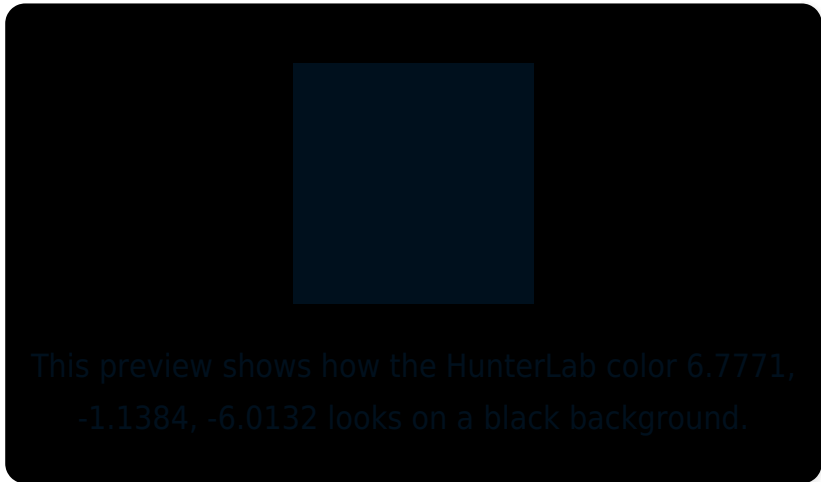 This preview shows how the HunterLab color 6.7771,
-1.1384, -6.0132 looks on a black background.